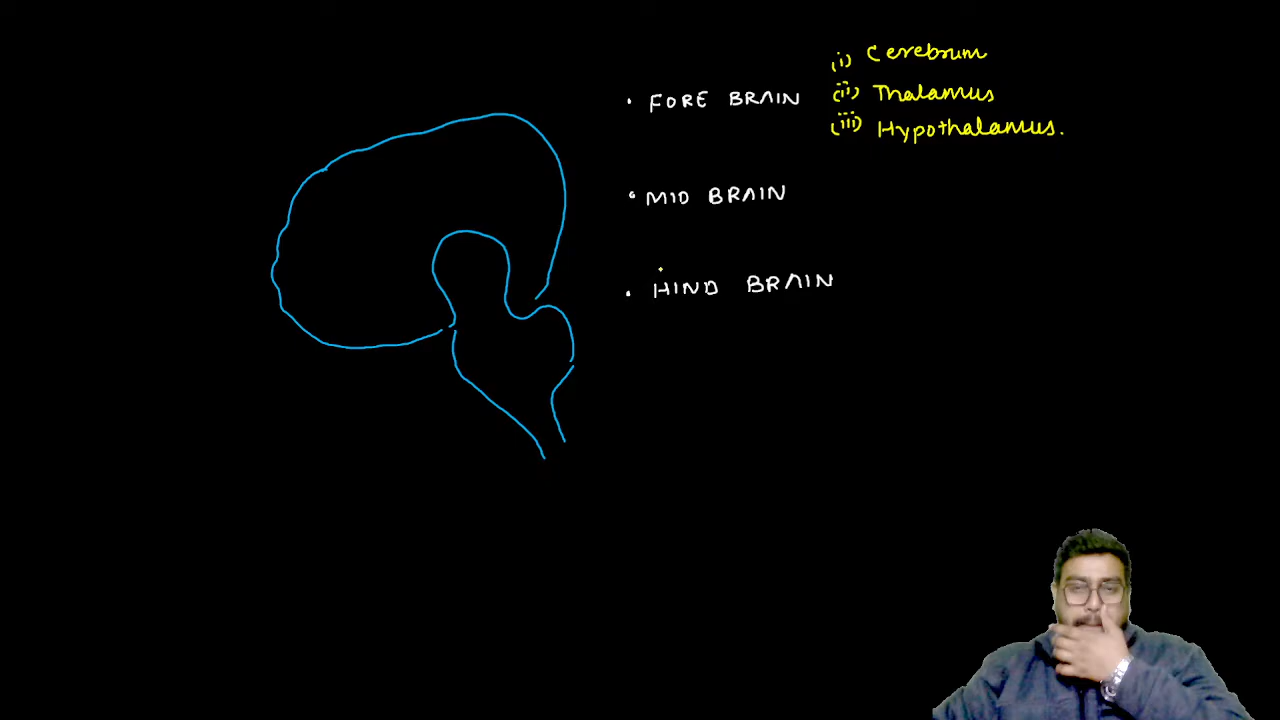 (i) Cerebrum
• FORE BRAIN (ii) Thalamus
(iii) Hypothalamus.
• MID BRAIN
• HIND BRAIN